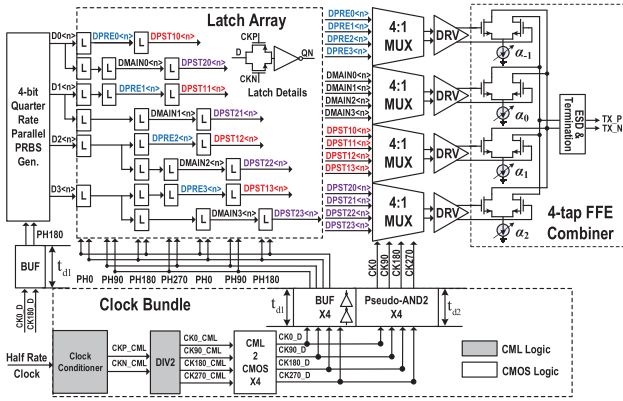 Latch Array
D0<n>
L
DPRE0<n>
L
DPST10<n>
L
DMAIN0<n>
L
DPST20<n>
D1<n>
L
DPRE1<n>
L
DPST11<n>
L
DMAIN1<n>
L
DPST21<n>
D2<n>
L
DPRE2<n>
L
DPST12<n>
L
DMAIN2<n>
L
DPST22<n>
D3<n>
L
DPRE3<n>
L
DPST13<n>
L
DMAIN3<n>
L
DPST23<n>
CKP
D
QN
CKN
Latch Details
4-bit
Quarter
Rate
Parallel
PRBS
Gen.
DPRE0<n>
DPRE1<n>
DPRE2<n>
DPRE3<n>
4:1
MUX
DRV
α-1
DMAIN0<n>
DMAIN1<n>
DMAIN2<n>
DMAIN3<n>
4:1
MUX
DRV
α0
DPST10<n>
DPST11<n>
DPST12<n>
DPST13<n>
4:1
MUX
DRV
α1
DPST20<n>
DPST21<n>
DPST22<n>
DPST23<n>
4:1
MUX
DRV
α2
ESD &
Termination
TX_P
TX_N
4-tap FFE
Combiner
PH180
BUF
td1
CK0_D
CK180_D
PH0
PH90
PH180
PH270
PH0
PH90
PH180
CK0
CK90
CK180
CK270
Clock Bundle
td1
BUF
X4
Pseudo-AND2
X4
td2
Half Rate
Clock
Clock
Conditioner
CKP_CML
CKN_CML
DIV2
CK0_CML
CK90_CML
CK180_CML
CK270_CML
CML
2
CMOS
X4
CK0_D
CK90_D
CK180_D
CK270_D
CML Logic
CMOS Logic